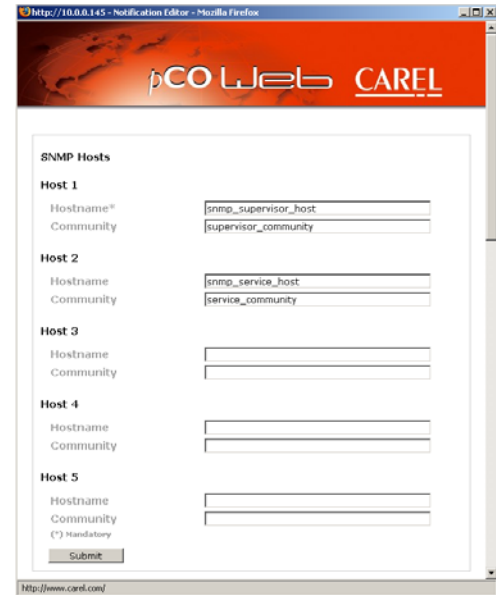 http://10.0.0.145 - Notification Editor - Mozilla Firefox
pCO Web CAREL
SNMP Hosts
Host 1
Hostname* snmp_supervisor_host
Community supervisor_community
Host 2
Hostname snmp_service_host
Community service_community
Host 3
Hostname
Community
Host 4
Hostname
Community
Host 5
Hostname
Community
(*) Mandatory
Submit
http://www.carel.com/